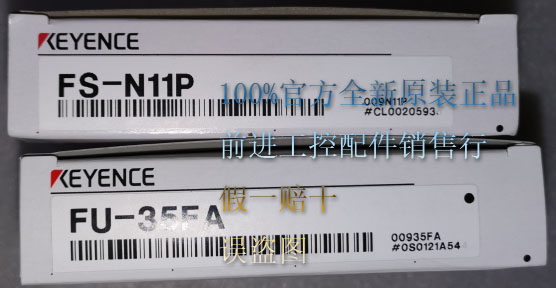 KEYENCE
FS-N11P
100%官方全新原装正品
009N11P
#CL0020593
前进工控配件销售行
KEYENCE
假一赔十
FU-35FA
误盗图
00935FA
#0S0121A54